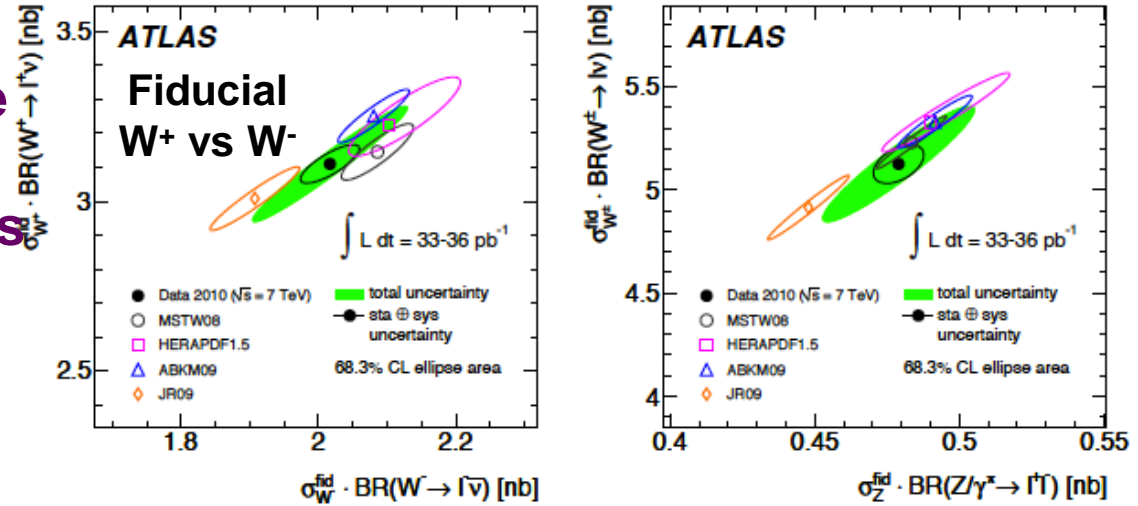 ATLAS
Fiducial
W+ vs W-
e
s
σ^fid_W+ · BR(W+ → l+ν) [nb]
3.5
3
2.5
∫ L dt = 33-36 pb-1
Data 2010 (√s = 7 TeV)
MSTW08
HERAPDF1.5
ABKM09
JR09
total uncertainty
sta ⊕ sys
uncertainty
68.3% CL ellipse area
1.8 2 2.2
σ^fid_W- · BR(W- → l-ν̄) [nb]
ATLAS
σ^fid_W± · BR(W± → lν) [nb]
5.5
5
4.5
4
∫ L dt = 33-36 pb-1
Data 2010 (√s = 7 TeV)
MSTW08
HERAPDF1.5
ABKM09
JR09
total uncertainty
sta ⊕ sys
uncertainty
68.3% CL ellipse area
0.4 0.45 0.5 0.55
σ^fid_Z · BR(Z/γ* → l+l-) [nb]